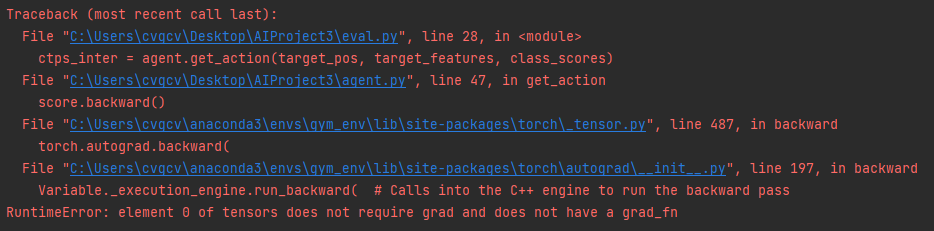 Traceback (most recent call last):
  File "C:\Users\cvgcv\Desktop\AIProject3\eval.py", line 28, in <module>
    ctps_inter = agent.get_action(target_pos, target_features, class_scores)
  File "C:\Users\cvgcv\Desktop\AIProject3\agent.py", line 47, in get_action
    score.backward()
  File "C:\Users\cvgcv\anaconda3\envs\gym_env\lib\site-packages\torch\_tensor.py", line 487, in backward
    torch.autograd.backward(
  File "C:\Users\cvgcv\anaconda3\envs\gym_env\lib\site-packages\torch\autograd\__init__.py", line 197, in backward
    Variable._execution_engine.run_backward(  # Calls into the C++ engine to run the backward pass
RuntimeError: element 0 of tensors does not require grad and does not have a grad_fn